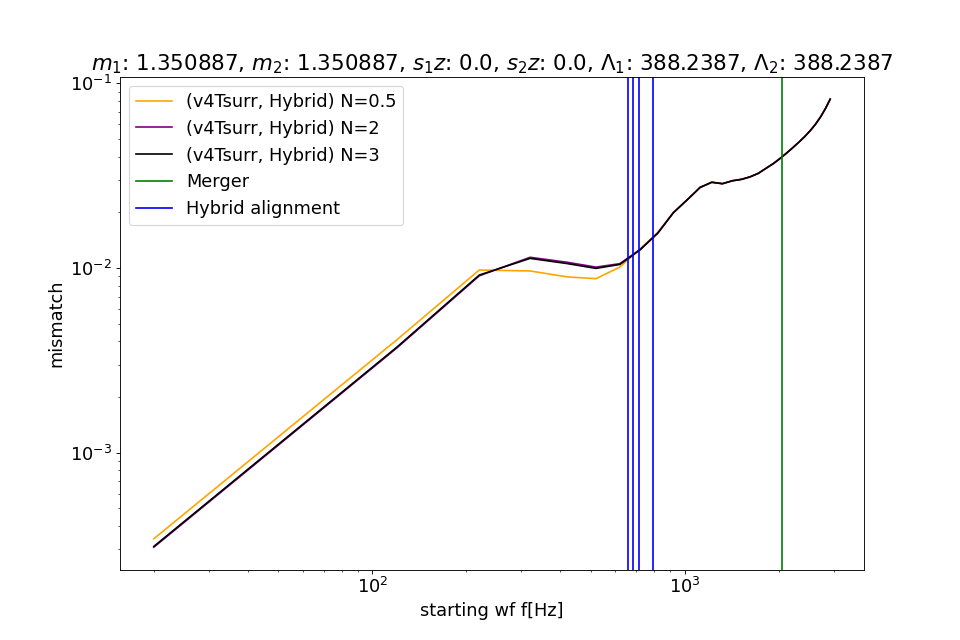 m₁: 1.350887, m₂: 1.350887, s₁z: 0.0, s₂z: 0.0, Λ₁: 388.2387, Λ₂: 388.2387
10⁻¹
(v4Tsurr, Hybrid) N=0.5
(v4Tsurr, Hybrid) N=2
(v4Tsurr, Hybrid) N=3
Merger
Hybrid alignment
10⁻²
mismatch
10⁻³
10² 10³
starting wf f[Hz]